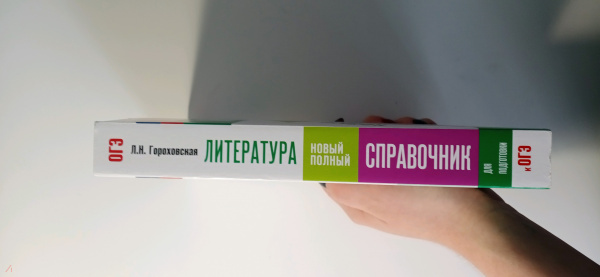 ОГЭ
Л.Н. Гороховская
ЛИТЕРАТУРА
НОВЫЙ
ПОЛНЫЙ
СПРАВОЧНИК
для
подготовки
к ОГЭ